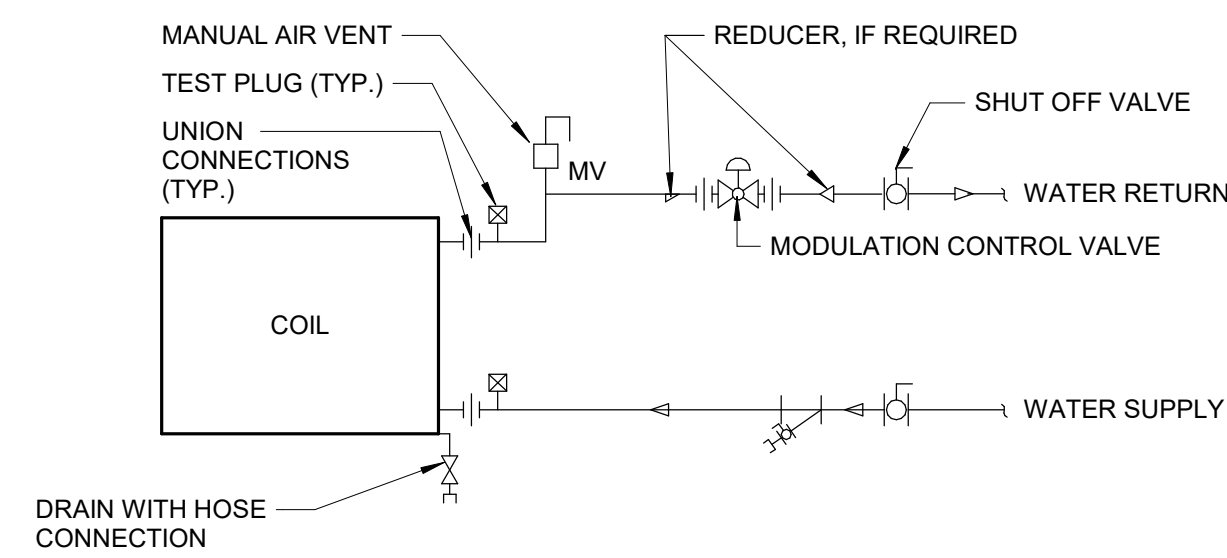 MANUAL AIR VENT
REDUCER, IF REQUIRED
TEST PLUG (TYP.)
SHUT OFF VALVE
UNION
CONNECTIONS
(TYP.)
MV
WATER RETURN
MODULATION CONTROL VALVE
COIL
WATER SUPPLY
DRAIN WITH HOSE
CONNECTION